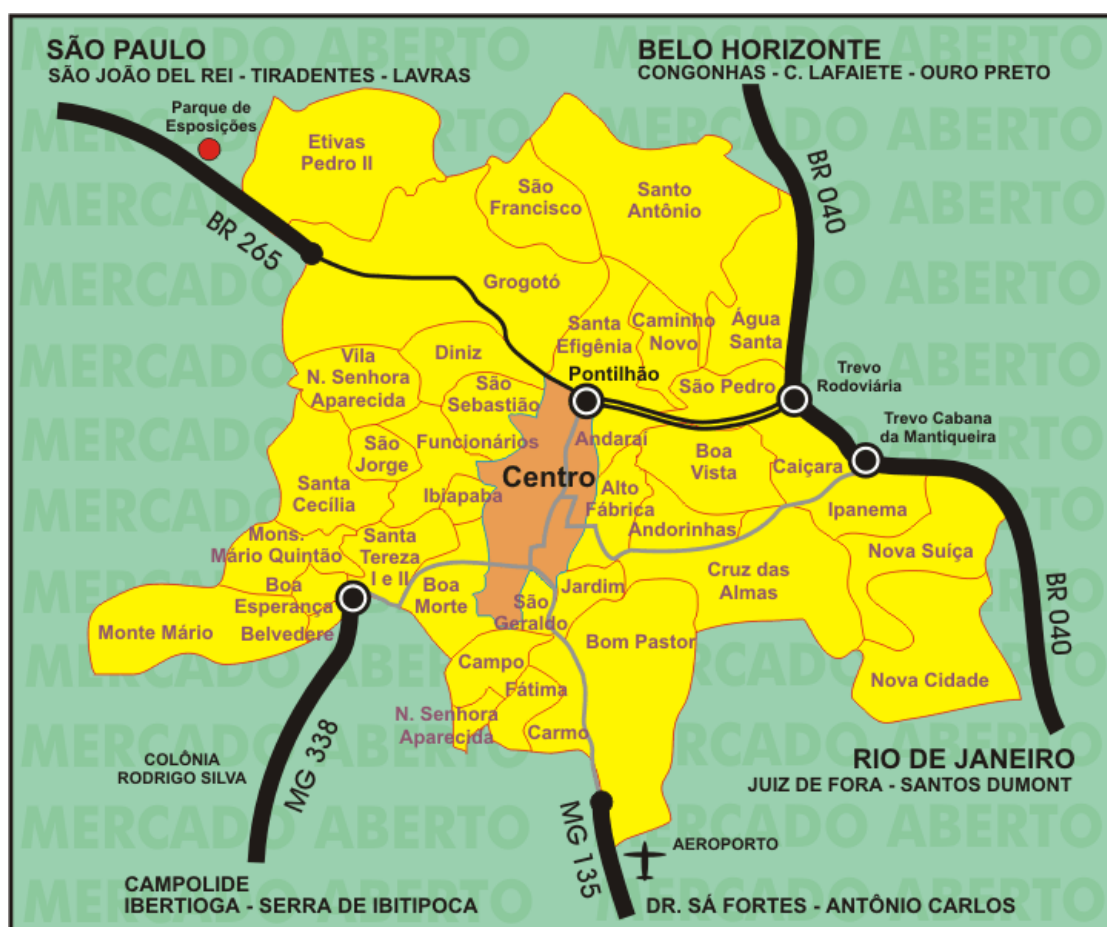 MERCADO ABERTO
SÃO PAULO
SÃO JOÃO DEL REI - TIRADENTES - LAVRAS
BELO HORIZONTE
CONGONHAS - C. LAFAIETE - OURO PRETO
Parque de
Esposições
BR 265
BR 040
Etivas
Pedro II
São
Francisco
Santo
Antônio
Grogotó
Santa
Efigênia
Caminho
Novo
Água
Santa
Vila
N. Senhora
Aparecida
Diniz
São
Sebastião
Pontilhão
São Pedro
Trevo
Rodoviária
Trevo Cabana
da Mantiqueira
São
Jorge
Funcionários
Centro
Andaraí
Boa
Vista
Caiçara
Santa
Cecília
Ibiapaba
Alto
Fábrica
Andorinhas
Ipanema
Mons.
Mário Quintão
Santa
Tereza
I e II
Nova Suíça
Boa
Esperança
Boa
Morte
Jardim
Cruz das
Almas
São
Geraldo
Monte Mário
Belvedere
Bom Pastor
BR 040
Campo
Fátima
Nova Cidade
N. Senhora
Aparecida
Carmo
COLÔNIA
RODRIGO SILVA
MG 338
RIO DE JANEIRO
JUIZ DE FORA - SANTOS DUMONT
MG 135
AEROPORTO
CAMPOLIDE
IBERTIOGA - SERRA DE IBITIPOCA
DR. SÁ FORTES - ANTÔNIO CARLOS